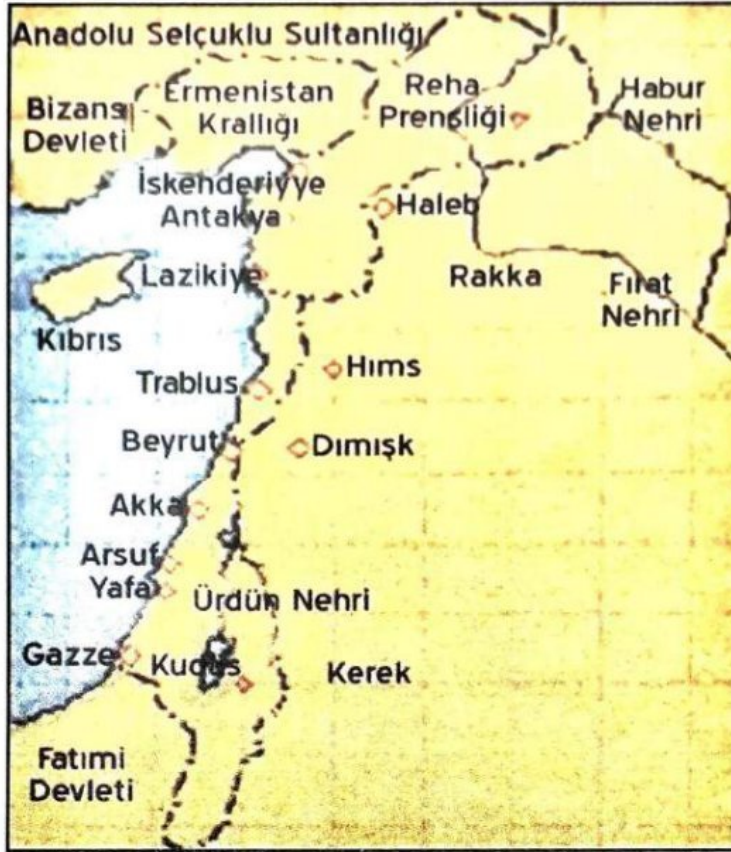 Anadolu Selçuklu Sultanlığı
Bizans
Devleti
Ermenistan
Krallığı
Reha
Prensliği
Habur
Nehri
İskenderiyye
Antakya
Haleb
Lazikiye
Rakka
Fırat
Nehri
Kıbrıs
Hıms
Trablus
Beyrut
Dımışk
Akka
Arsuf
Yafa
Ürdün Nehri
Gazze
Kudüs
Kerek
Fatımi
Devleti